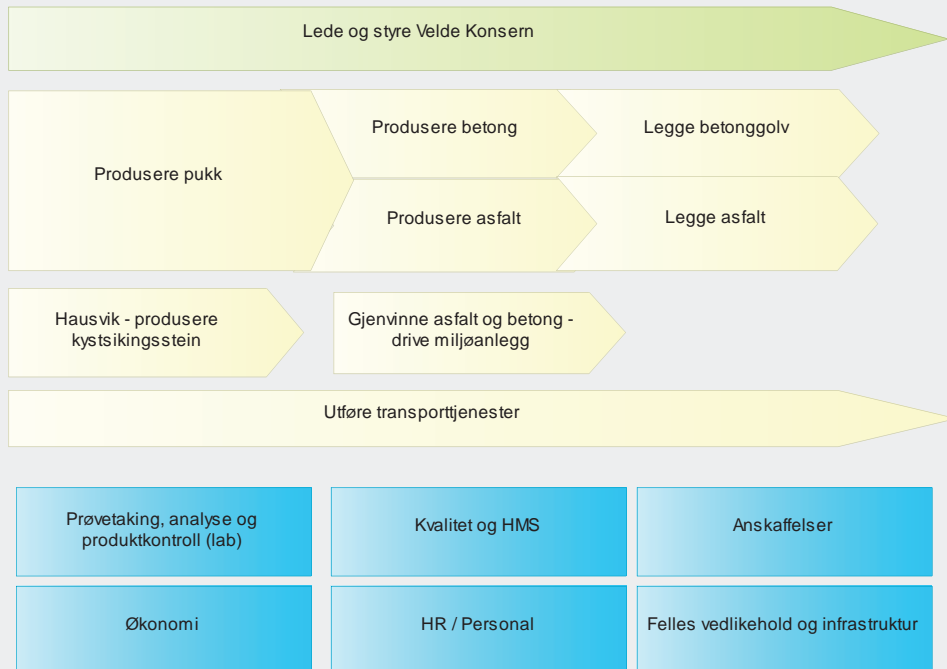 Lede og styre Velde Konsern
Produsere pukk
Produsere betong
Legge betonggolv
Produsere asfalt
Legge asfalt
Hausvik - produsere
kystsikingsstein
Gjenvinne asfalt og betong -
drive miljøanlegg
Utføre transporttjenester
Prøvetaking, analyse og
produktkontroll (lab)
Kvalitet og HMS
Anskaffelser
Økonomi
HR / Personal
Felles vedlikehold og infrastruktur